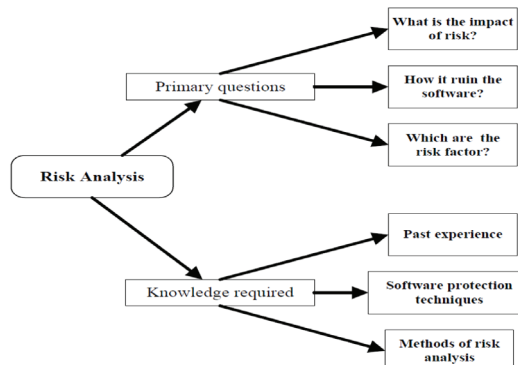 What is the impact
of risk?
Primary questions
How it ruin the
software?
Which are the
risk factor?
Risk Analysis
Past experience
Knowledge required
Software protection
techniques
Methods of risk
analysis